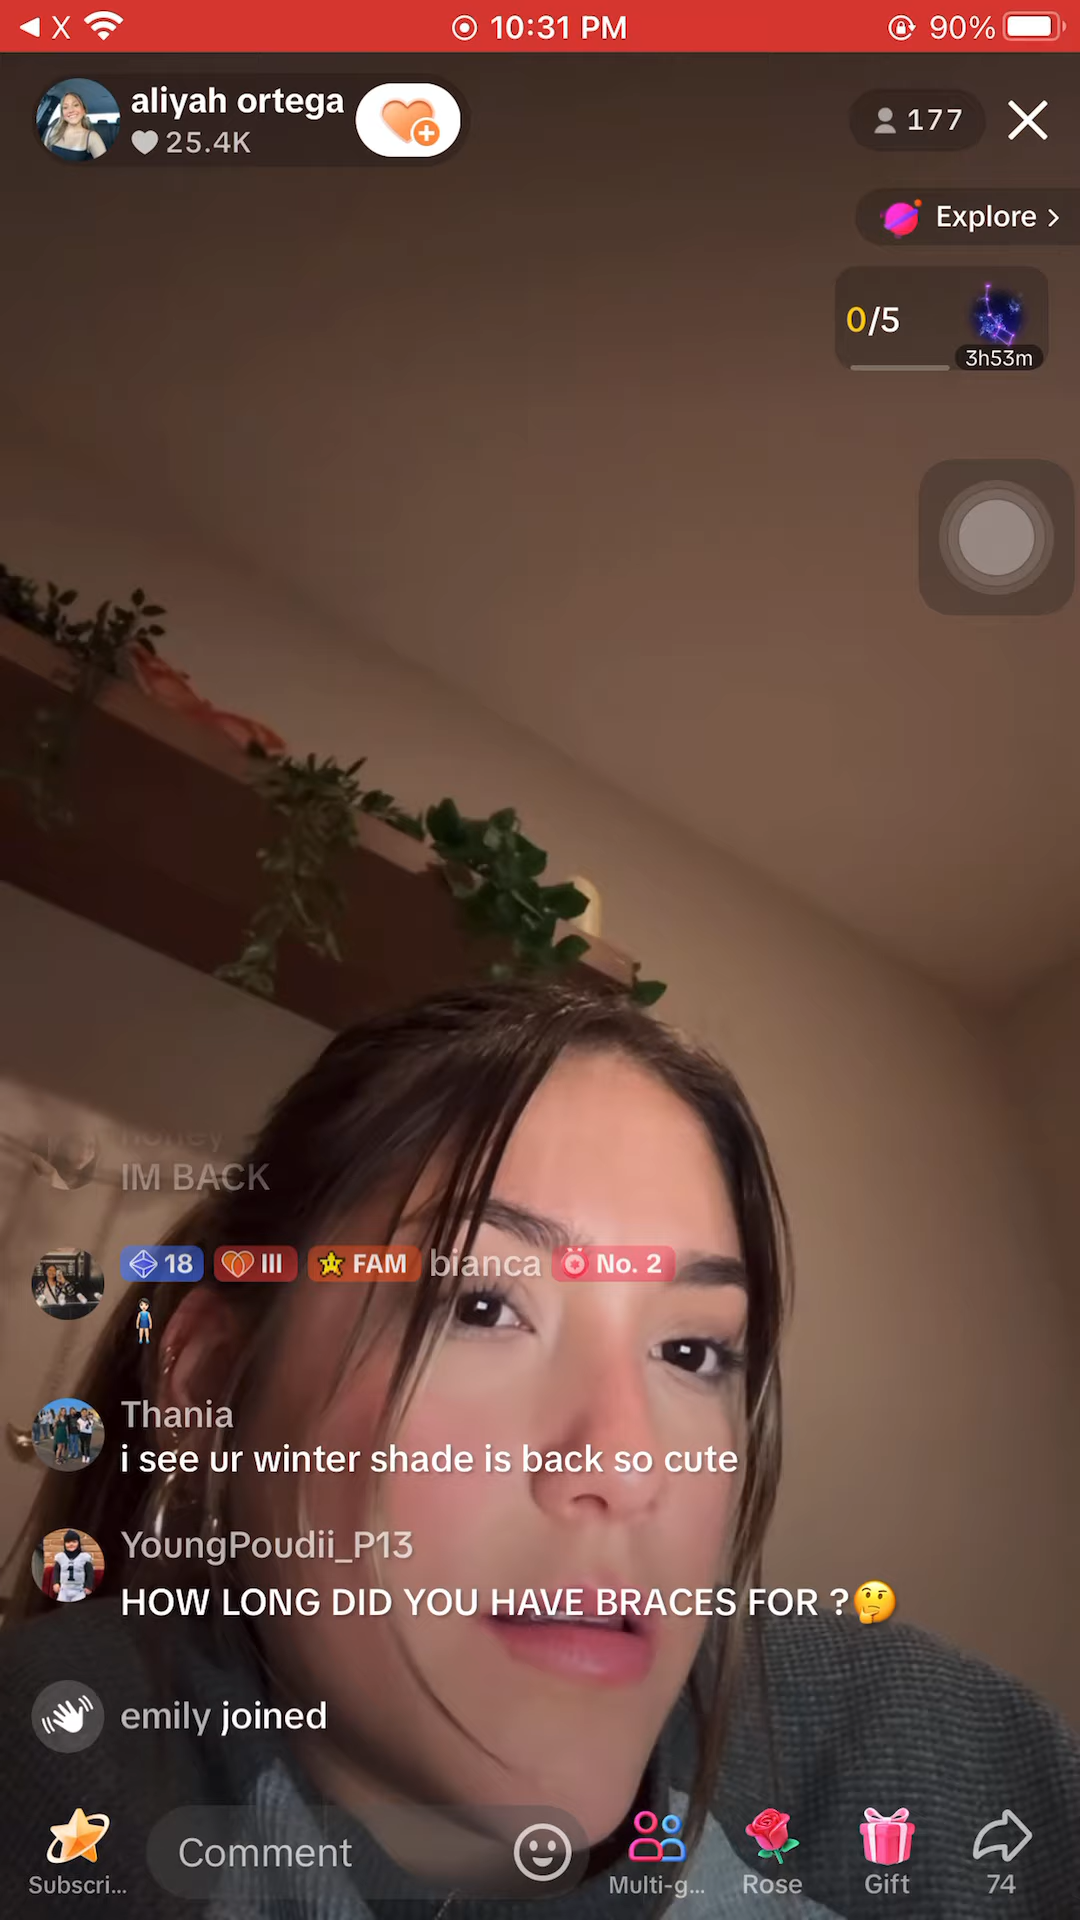 X 10:31 PM 90%
aliyah ortega
25.4K
177
Explore >
0/5
3h53m
honey
IM BACK
18 III FAM bianca No. 2
Thania
i see ur winter shade is back so cute
YoungPoudii_P13
HOW LONG DID YOU HAVE BRACES FOR ?🤔
emily joined
Comment
Subscri... Multi-g... Rose Gift 74